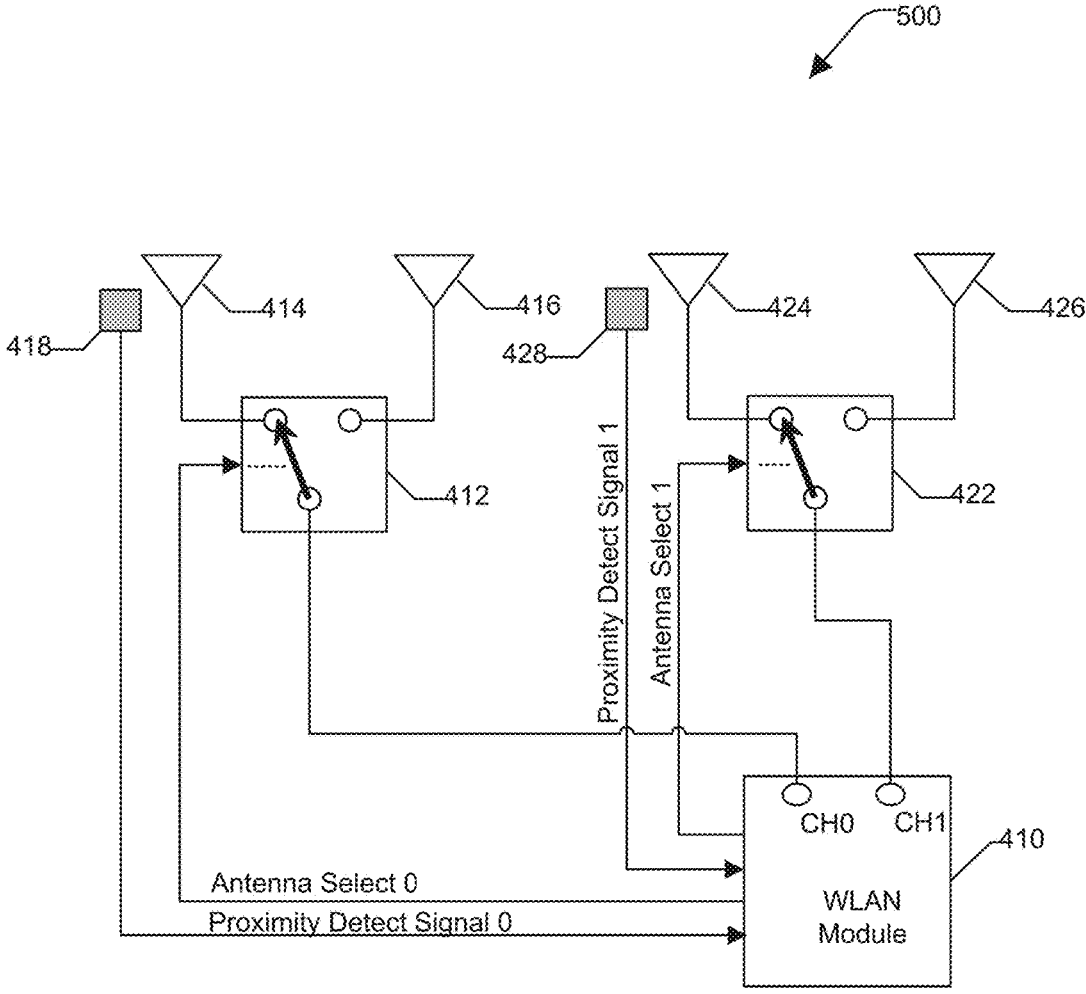 500
414
416
424
426
418
428
412
422
Proximity Detect Signal 1
Antenna Select 1
CH0
CH1
410
Antenna Select 0
WLAN
Module
Proximity Detect Signal 0